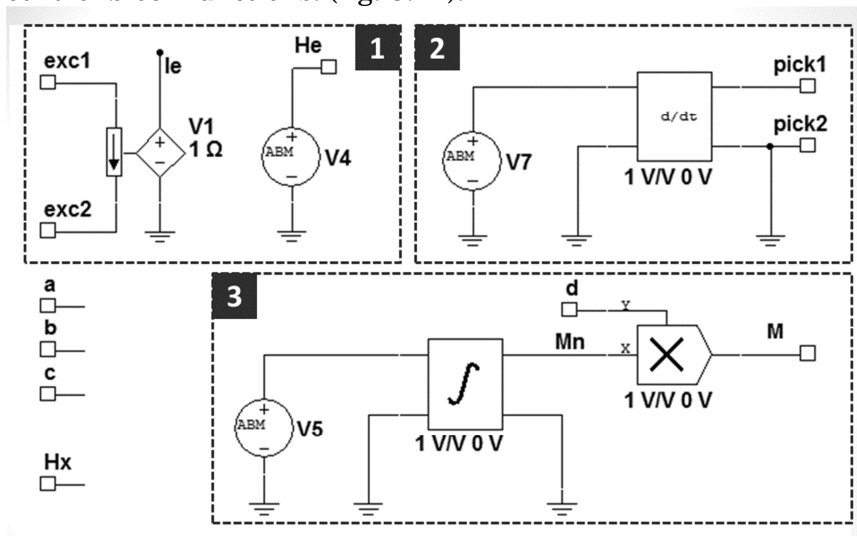 1
2
exc1
Ie
He
V1
1 Ω
ABM
V4
exc2
ABM
V7
d/dt
1 V/V 0 V
pick1
pick2
a
b
c
Hx
3
d
Y
Mn
X
M
1 V/V 0 V
ABM
V5
∫
1 V/V 0 V